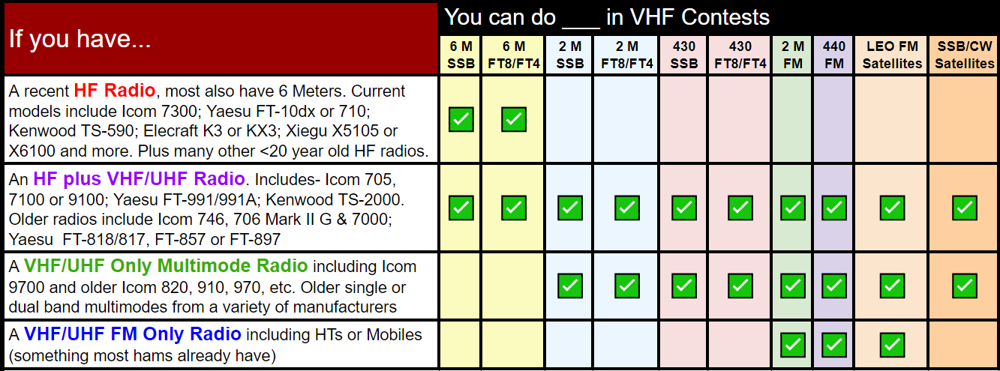 You can do ___ in VHF Contests
If you have...
6 M SSB
6 M FT8/FT4
2 M SSB
2 M FT8/FT4
430 SSB
430 FT8/FT4
2 M FM
440 FM
LEO FM Satellites
SSB/CW Satellites
A recent HF Radio, most also have 6 Meters. Current
models include Icom 7300; Yaesu FT-10dx or 710;
Kenwood TS-590; Elecraft K3 or KX3; Xiegu X5105 or
X6100 and more. Plus many other <20 year old HF radios.
An HF plus VHF/UHF Radio. Includes- Icom 705,
7100 or 9100; Yaesu FT-991/991A; Kenwood TS-2000.
Older radios include Icom 746, 706 Mark II G & 7000;
Yaesu FT-818/817, FT-857 or FT-897
A VHF/UHF Only Multimode Radio including Icom
9700 and older Icom 820, 910, 970, etc. Older single or
dual band multimodes from a variety of manufacturers
A VHF/UHF FM Only Radio including HTs or Mobiles
(something most hams already have)